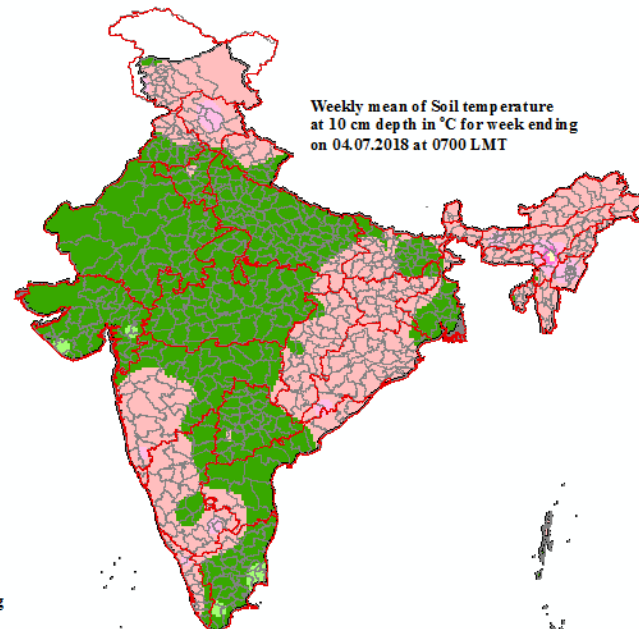 Weekly mean of Soil temperature
at 10 cm depth in °C for week ending
on 04.07.2018 at 0700 LMT